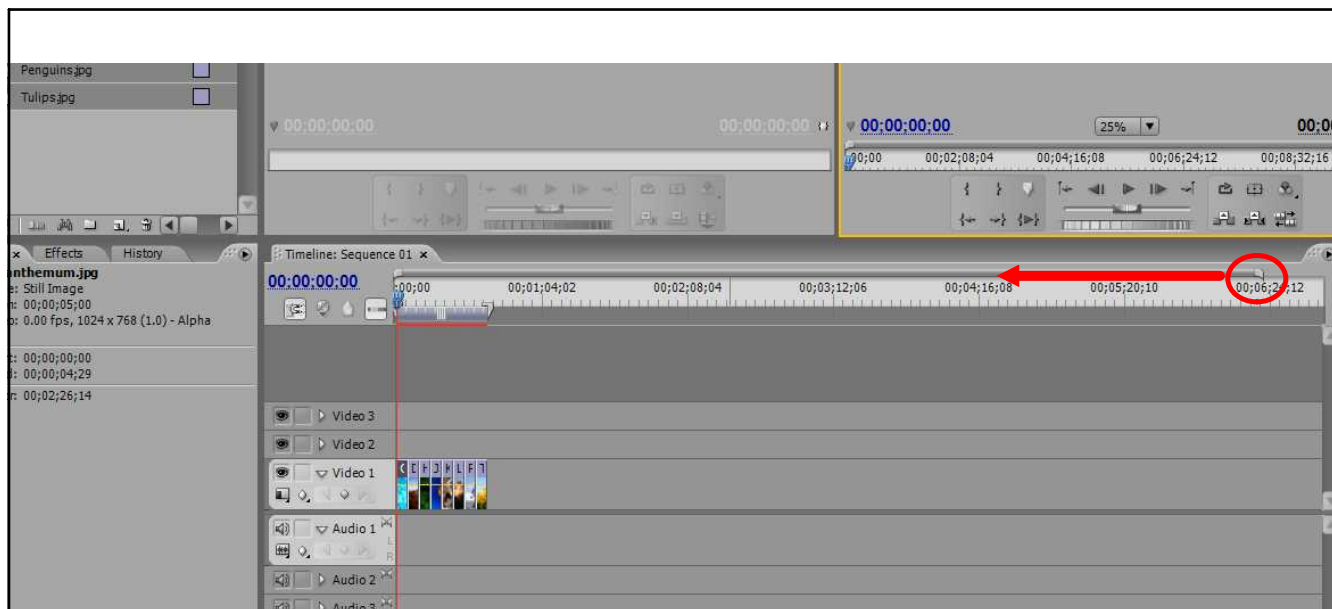 Penguins.jpg
Tulips.jpg
00;00;00;00
00;00;00;00
00;00;00;00
25%
00;0
00;00
00;02;08;04
00;04;16;08
00;06;24;12
00;08;32;16
Effects
History
Timeline: Sequence 01
nthemum.jpg
e: Still Image
n: 00;00;05;00
o: 0.00 fps, 1024 x 768 (1.0) - Alpha
t: 00;00;00;00
d: 00;00;04;29
r: 00;02;26;14
00;00;00;00
;00;00
00;01;04;02
00;02;08;04
00;03;12;06
00;04;16;08
00;05;20;10
00;06;24;12
Video 3
Video 2
Video 1
Audio 1
L
R
Audio 2
Audio 3